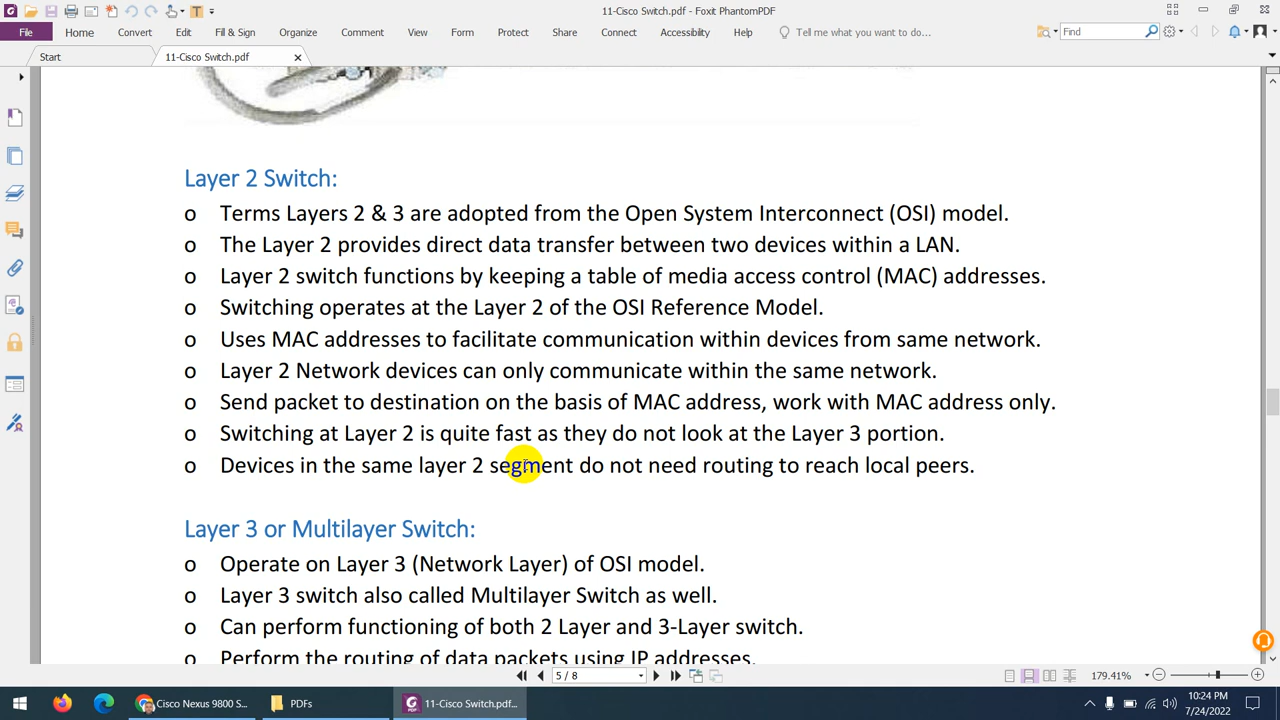 11-Cisco Switch.pdf - Foxit PhantomPDF
File Home Convert Edit Fill & Sign Organize Comment View Form Protect Share Connect Accessibility Help Tell me what you want to do... Find
Start 11-Cisco Switch.pdf
Layer 2 Switch:
o Terms Layers 2 & 3 are adopted from the Open System Interconnect (OSI) model.
o The Layer 2 provides direct data transfer between two devices within a LAN.
o Layer 2 switch functions by keeping a table of media access control (MAC) addresses.
o Switching operates at the Layer 2 of the OSI Reference Model.
o Uses MAC addresses to facilitate communication within devices from same network.
o Layer 2 Network devices can only communicate within the same network.
o Send packet to destination on the basis of MAC address, work with MAC address only.
o Switching at Layer 2 is quite fast as they do not look at the Layer 3 portion.
o Devices in the same layer 2 segment do not need routing to reach local peers.
Layer 3 or Multilayer Switch:
o Operate on Layer 3 (Network Layer) of OSI model.
o Layer 3 switch also called Multilayer Switch as well.
o Can perform functioning of both 2 Layer and 3-Layer switch.
o Perform the routing of data packets using IP addresses.
5 / 8 179.41%
Cisco Nexus 9800 S... PDFs 11-Cisco Switch.pdf... 10:24 PM
7/24/2022